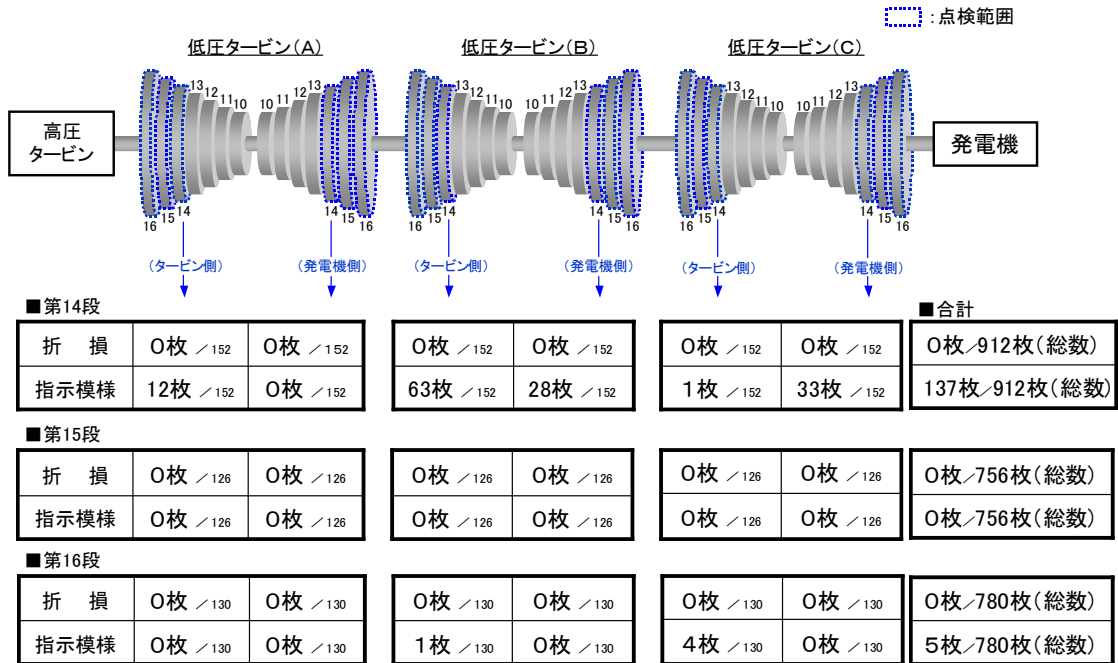 ：点検範囲
低圧タービン（A）　低圧タービン（B）　低圧タービン（C）
高圧
タービン
発電機
16 15 14 13 12 11 10 10 11 12 13 14 15 16
16 15 14 13 12 11 10 10 11 12 13 14 15 16
16 15 14 13 12 11 10 10 11 12 13 14 15 16
（タービン側）　（発電機側）　（タービン側）　（発電機側）　（タービン側）　（発電機側）
■第14段　■合計
折　損　0枚／152　0枚／152　0枚／152　0枚／152　0枚／152　0枚／152　0枚／912枚（総数）
指示模様　12枚／152　0枚／152　63枚／152　28枚／152　1枚／152　33枚／152　137枚／912枚（総数）
■第15段
折　損　0枚／126　0枚／126　0枚／126　0枚／126　0枚／126　0枚／126　0枚／756枚（総数）
指示模様　0枚／126　0枚／126　0枚／126　0枚／126　0枚／126　0枚／126　0枚／756枚（総数）
■第16段
折　損　0枚／130　0枚／130　0枚／130　0枚／130　0枚／130　0枚／130　0枚／780枚（総数）
指示模様　0枚／130　0枚／130　1枚／130　0枚／130　4枚／130　0枚／130　5枚／780枚（総数）